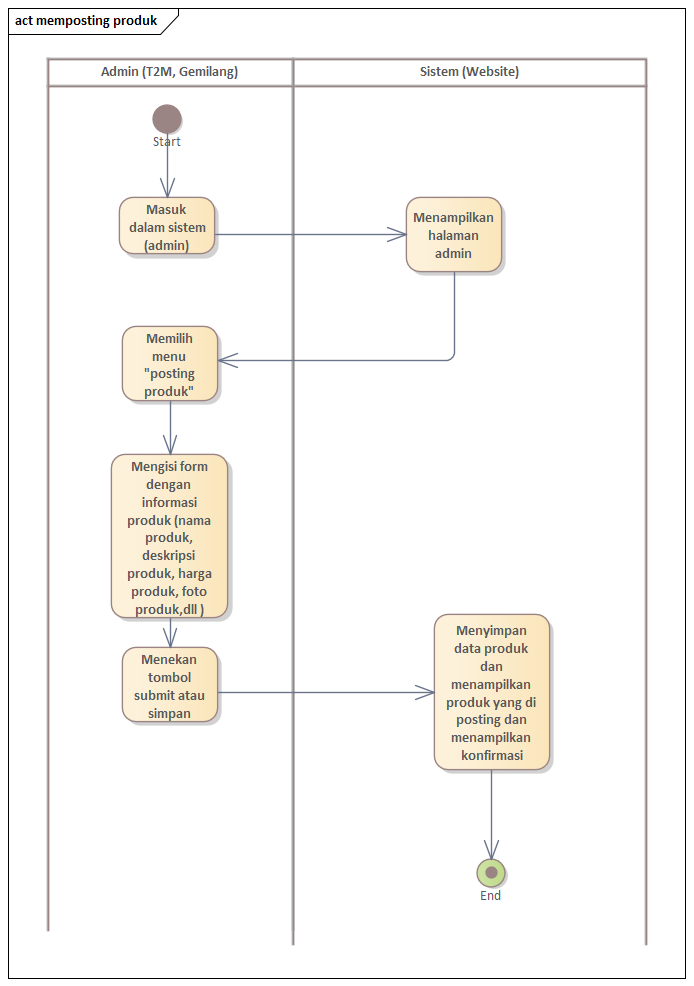 act memposting produk
Admin (T2M, Gemilang)
Sistem (Website)
Start
Masuk
dalam sistem
(admin)
Menampilkan
halaman
admin
Memilih
menu
"posting
produk"
Mengisi form
dengan
informasi
produk (nama
produk,
deskripsi
produk, harga
produk, foto
produk,dll )
Menekan
tombol
submit atau
simpan
Menyimpan
data produk
dan
menampilkan
produk yang di
posting dan
menampilkan
konfirmasi
End